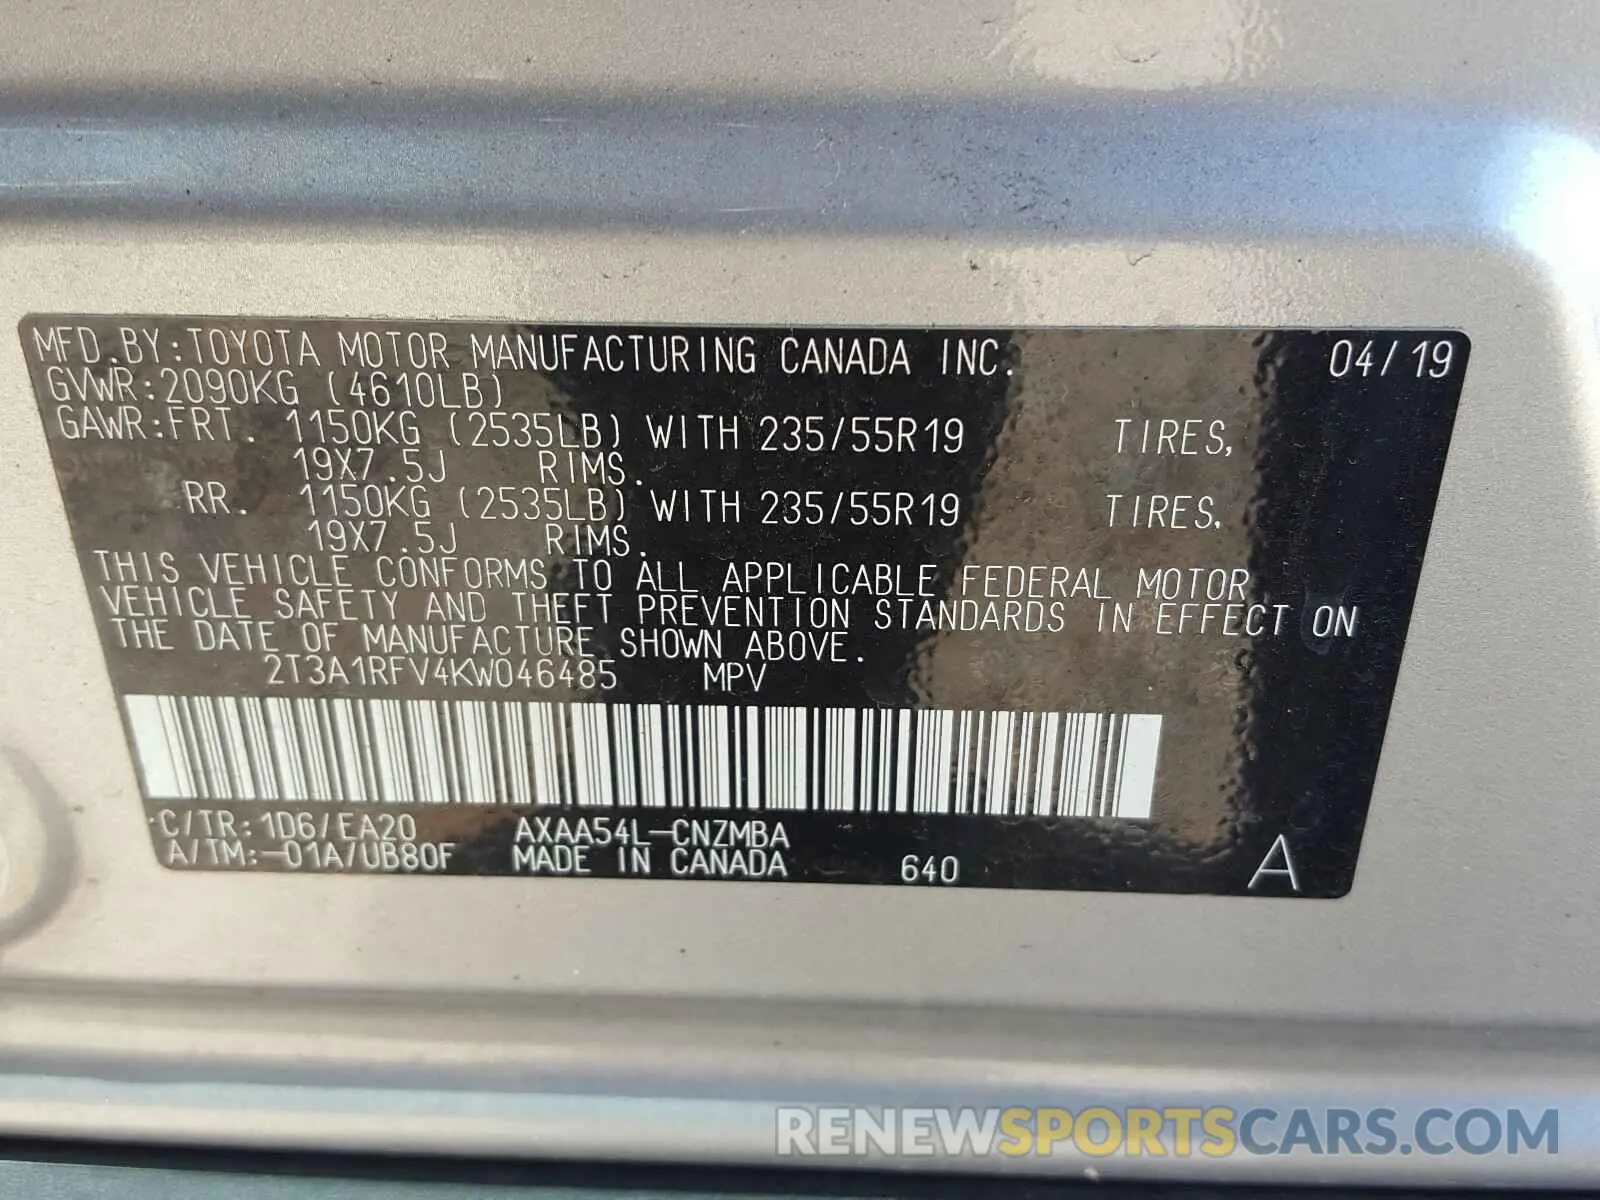 MFD.BY:TOYOTA MOTOR MANUFACTURING CANADA INC. 04/19
GVWR:2090KG (4610LB)
GAWR:FRT. 1150KG (2535LB) WITH 235/55R19 TIRES,
19X7.5J RIMS.
RR. 1150KG (2535LB) WITH 235/55R19 TIRES.
19X7.5J RIMS.
THIS VEHICLE CONFORMS TO ALL APPLICABLE FEDERAL MOTOR
VEHICLE SAFETY AND THEFT PREVENTION STANDARDS IN EFFECT ON
THE DATE OF MANUFACTURE SHOWN ABOVE.
2T3A1RFV4KW046485 MPV
C/TR:1D6/EA20 AXAA54L-CNZMBA
A/TM:-01A/UB80F MADE IN CANADA 640 A
RENEWSPORTSCARS.COM